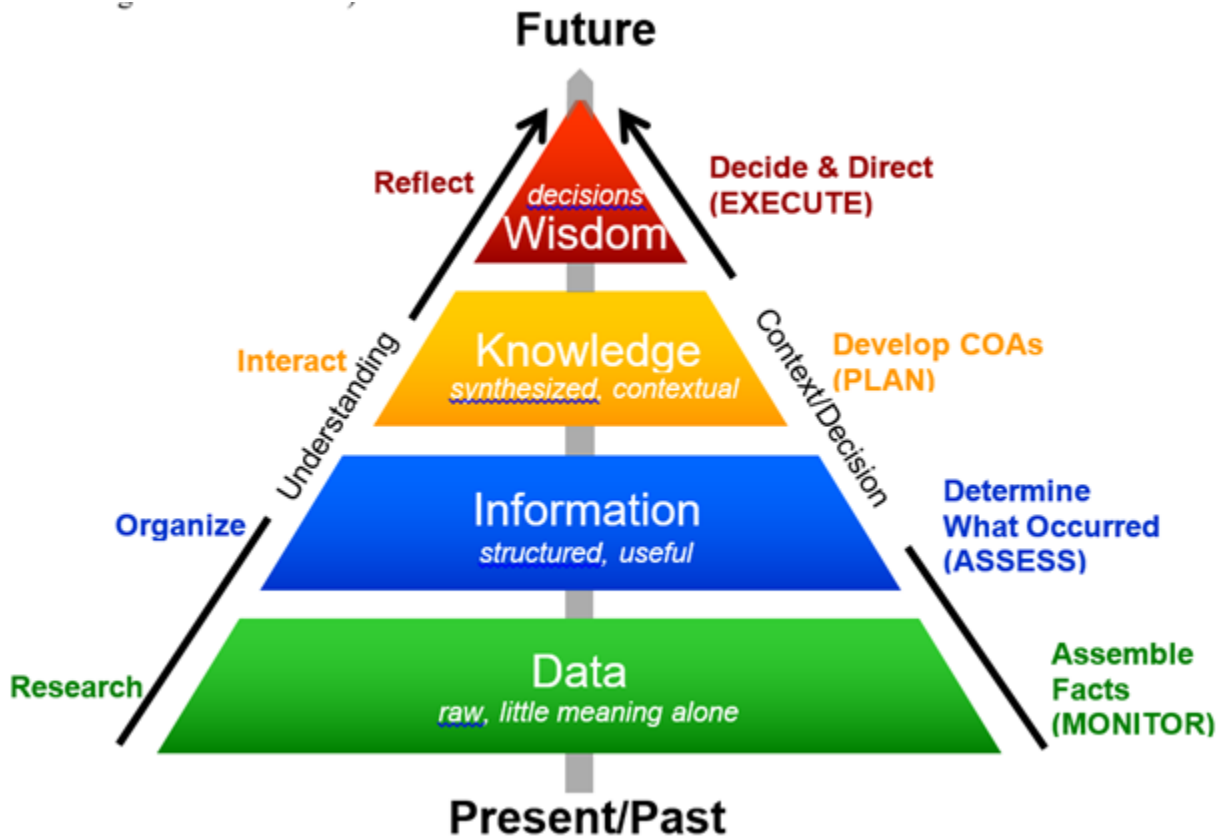 Future
Reflect
Decide & Direct
(EXECUTE)
decisions
Wisdom
Interact
Understanding
Knowledge
synthesized, contextual
Context/Decision
Develop COAs
(PLAN)
Organize
Information
structured, useful
Determine
What Occurred
(ASSESS)
Research
Data
raw, little meaning alone
Assemble
Facts
(MONITOR)
Present/Past